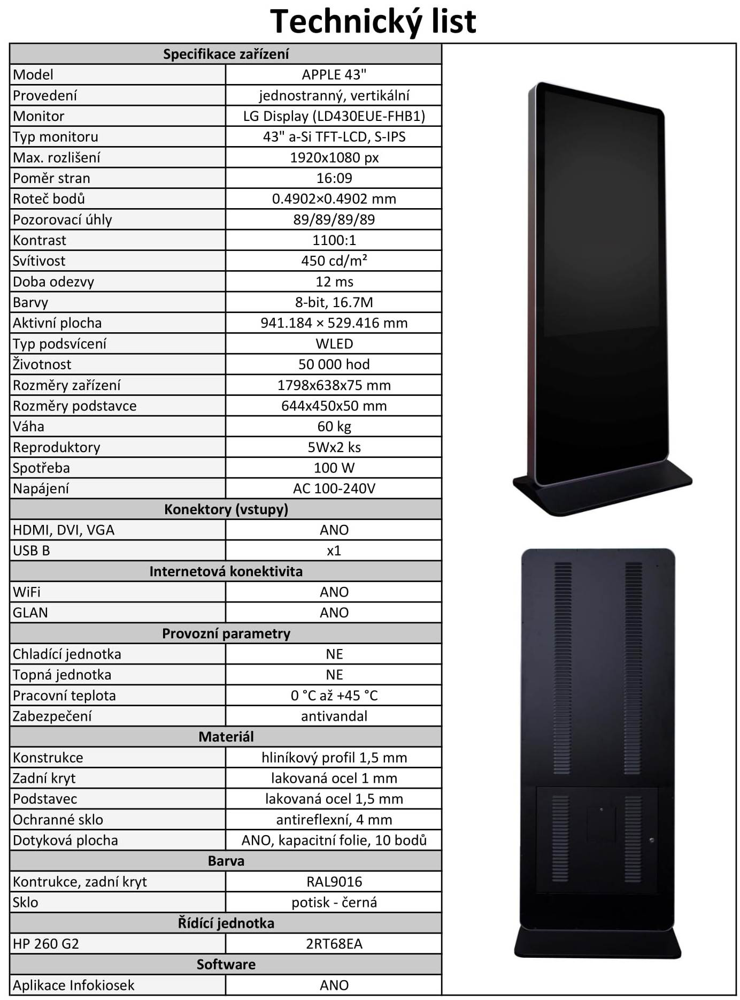 Technický list
Specifikace zařízení
Model APPLE 43"
Provedení jednostranný, vertikální
Monitor LG Display (LD430EUE-FHB1)
Typ monitoru 43" a-Si TFT-LCD, S-IPS
Max. rozlišení 1920x1080 px
Poměr stran 16:09
Roteč bodů 0.4902×0.4902 mm
Pozorovací úhly 89/89/89/89
Kontrast 1100:1
Svítivost 450 cd/m²
Doba odezvy 12 ms
Barvy 8-bit, 16.7M
Aktivní plocha 941.184 × 529.416 mm
Typ podsvícení WLED
Životnost 50 000 hod
Rozměry zařízení 1798x638x75 mm
Rozměry podstavce 644x450x50 mm
Váha 60 kg
Reproduktory 5Wx2 ks
Spotřeba 100 W
Napájení AC 100-240V
Konektory (vstupy)
HDMI, DVI, VGA ANO
USB B x1
Internetová konektivita
WiFi ANO
GLAN ANO
Provozní parametry
Chladící jednotka NE
Topná jednotka NE
Pracovní teplota 0 °C až +45 °C
Zabezpečení antivandal
Materiál
Konstrukce hliníkový profil 1,5 mm
Zadní kryt lakovaná ocel 1 mm
Podstavec lakovaná ocel 1,5 mm
Ochranné sklo antireflexní, 4 mm
Dotyková plocha ANO, kapacitní folie, 10 bodů
Barva
Kontrukce, zadní kryt RAL9016
Sklo potisk - černá
Řídící jednotka
HP 260 G2 2RT68EA
Software
Aplikace Infokiosek ANO